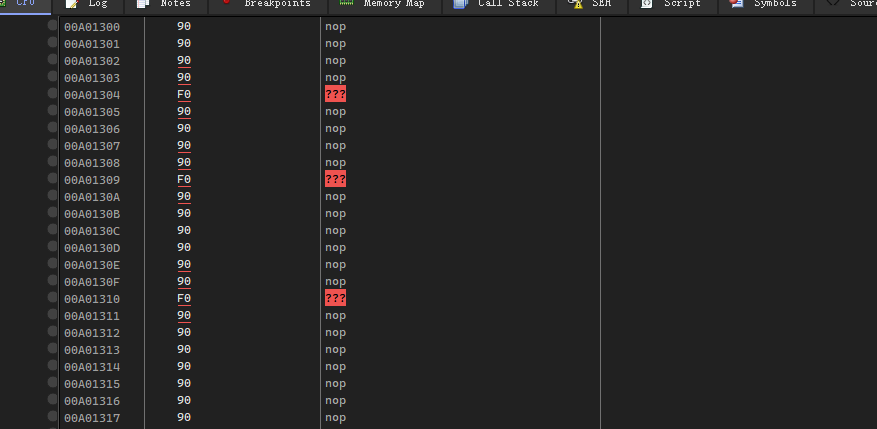 CPU Log Notes Breakpoints Memory Map Call Stack SEH Script Symbols
00A01300 90 nop
00A01301 90 nop
00A01302 90 nop
00A01303 90 nop
00A01304 F0 ???
00A01305 90 nop
00A01306 90 nop
00A01307 90 nop
00A01308 90 nop
00A01309 F0 ???
00A0130A 90 nop
00A0130B 90 nop
00A0130C 90 nop
00A0130D 90 nop
00A0130E 90 nop
00A0130F 90 nop
00A01310 F0 ???
00A01311 90 nop
00A01312 90 nop
00A01313 90 nop
00A01314 90 nop
00A01315 90 nop
00A01316 90 nop
00A01317 90 nop